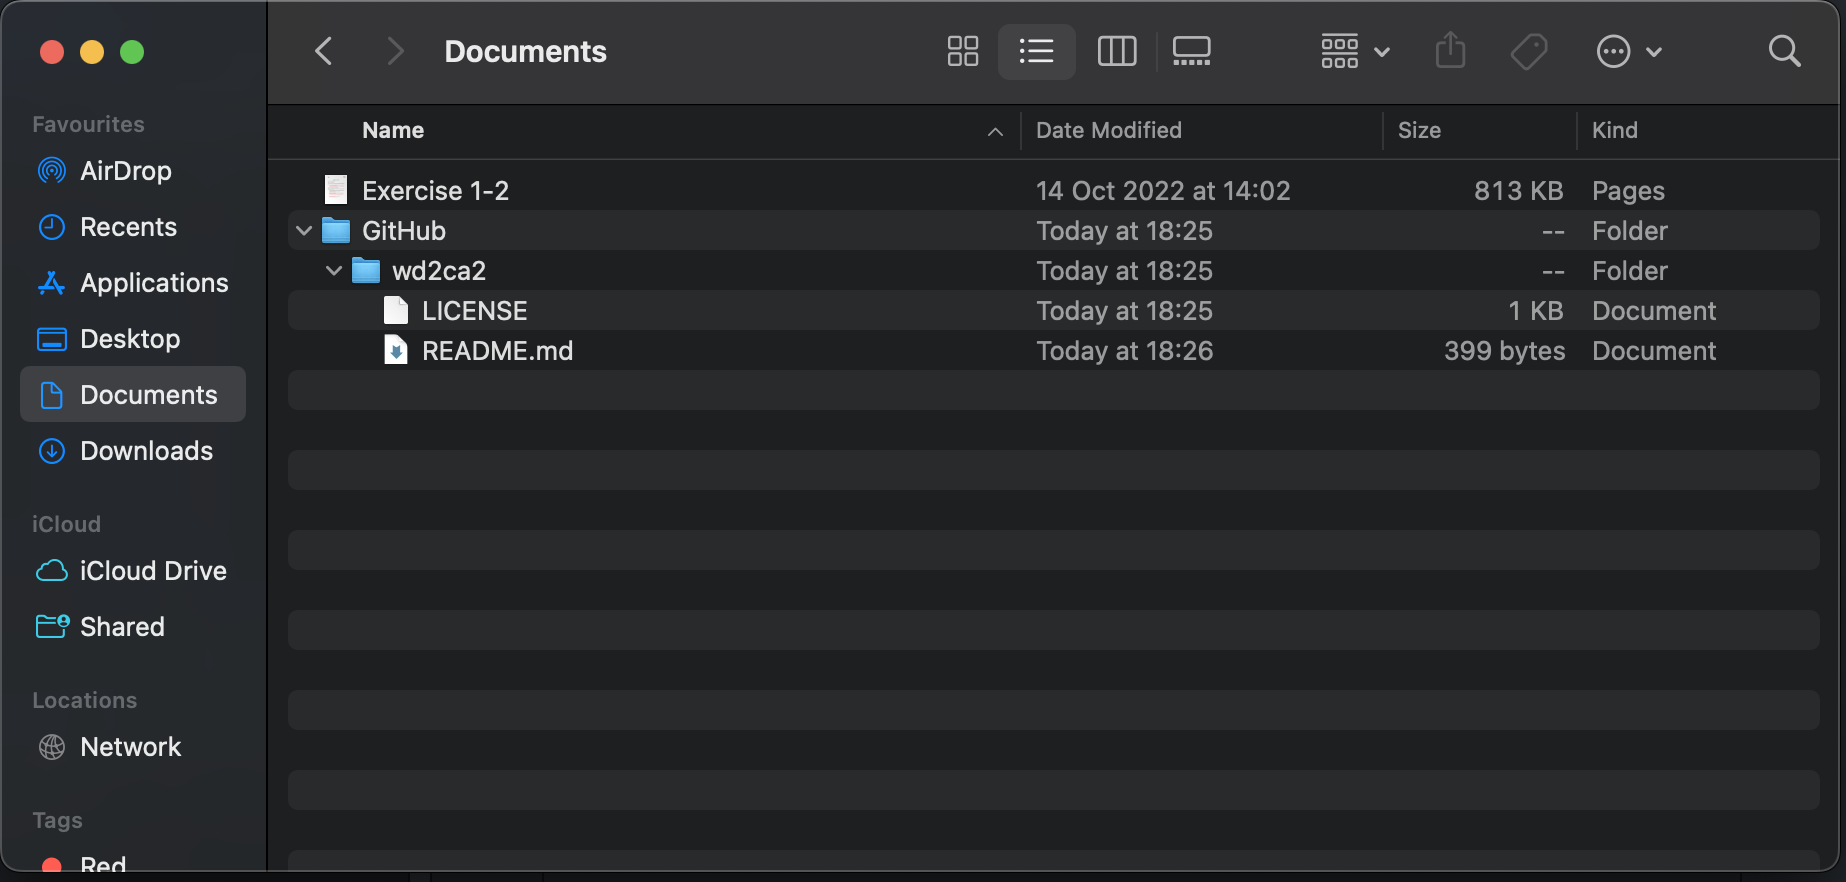 Documents
Favourites
AirDrop
Recents
Applications
Desktop
Documents
Downloads
iCloud
iCloud Drive
Shared
Locations
Network
Tags
Red
Name Date Modified Size Kind
Exercise 1-2 14 Oct 2022 at 14:02 813 KB Pages
GitHub Today at 18:25 -- Folder
wd2ca2 Today at 18:25 -- Folder
LICENSE Today at 18:25 1 KB Document
README.md Today at 18:26 399 bytes Document